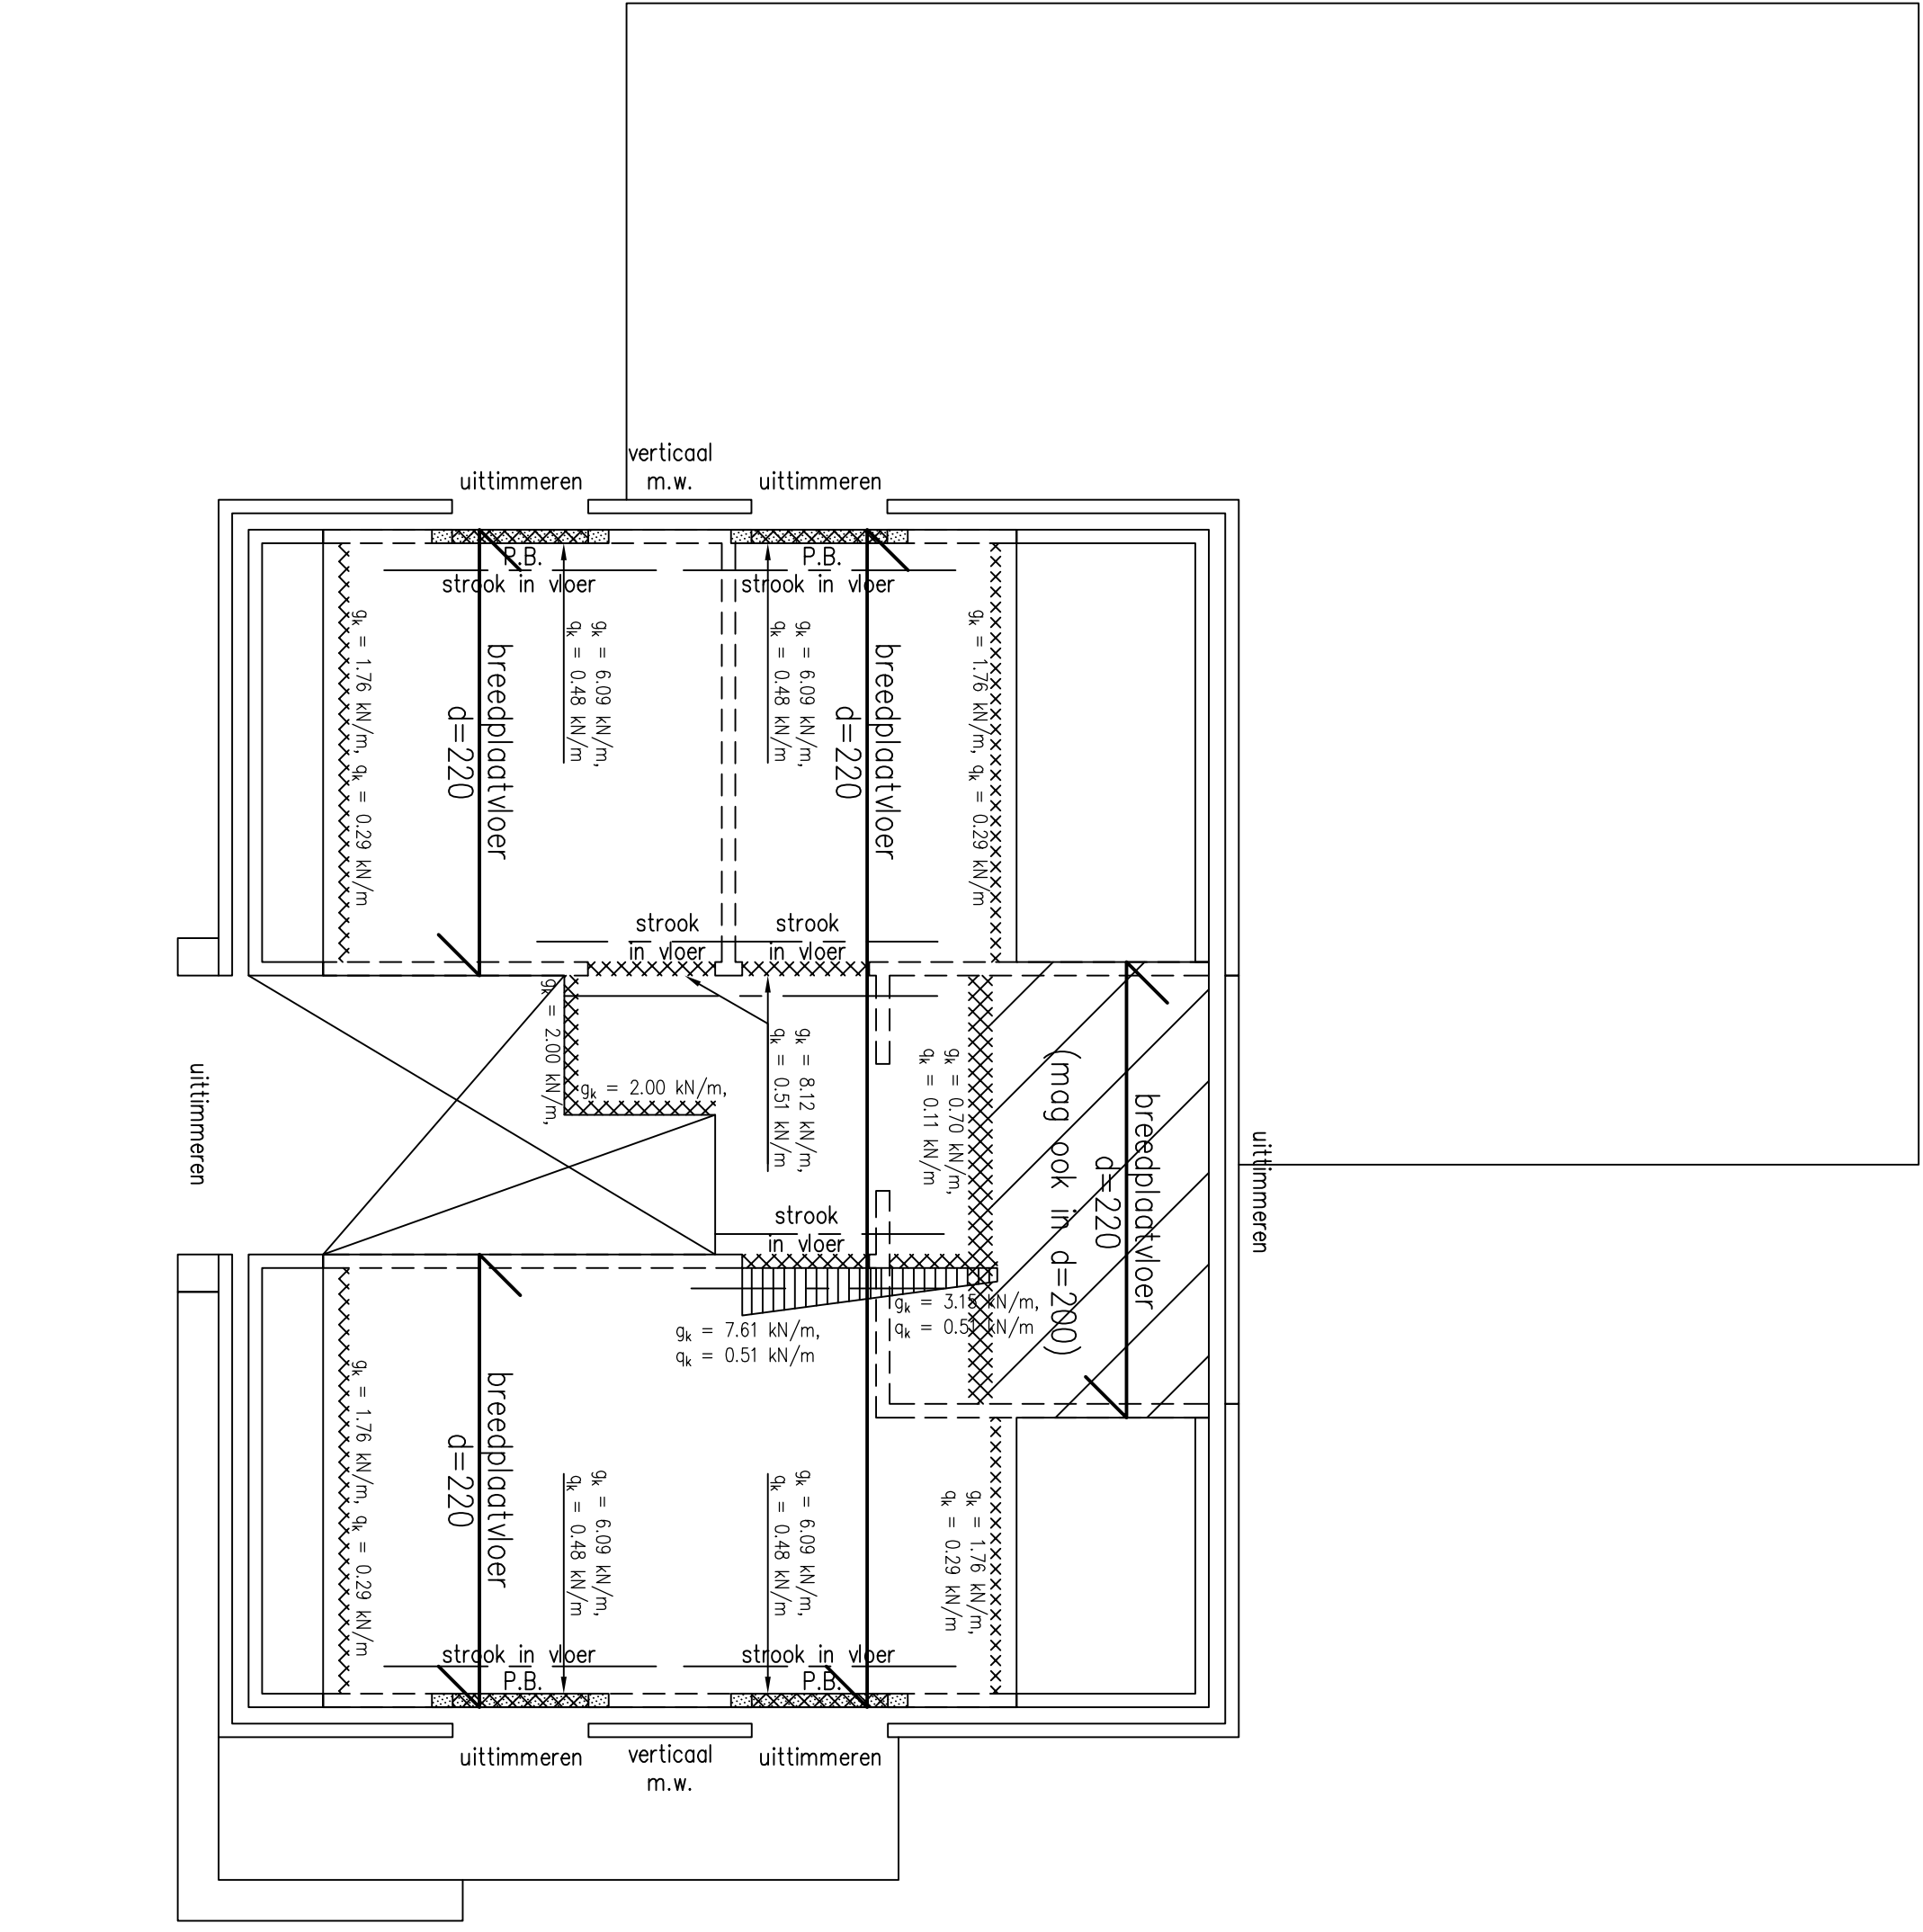 verticaal
m.w.
uittimmeren
uittimmeren
P.B.
strook in vloer
P.B.
strook in vloer
gk = 1.76 kN/m, qk = 0.29 kN/m
breedplaatvloer
d=220
gk = 6.09 kN/m,
qk = 0.48 kN/m
gk = 6.09 kN/m,
qk = 0.48 kN/m
breedplaatvloer
d=220
gk = 1.76 kN/m, qk = 0.29 kN/m
strook
in vloer
strook
in vloer
gk = 2.00 kN/m,
gk = 2.00 kN/m,
gk = 8.12 kN/m,
qk = 0.51 kN/m
gk = 0.70 kN/m,
qk = 0.11 kN/m
breedplaatvloer
d=220
(mag ook in d=200)
uittimmeren
uittimmeren
strook
in vloer
gk = 3.15 kN/m,
qk = 0.51 kN/m
gk = 7.61 kN/m,
qk = 0.51 kN/m
gk = 1.76 kN/m, qk = 0.29 kN/m
breedplaatvloer
d=220
gk = 6.09 kN/m,
qk = 0.48 kN/m
gk = 6.09 kN/m,
qk = 0.48 kN/m
gk = 1.76 kN/m,
qk = 0.29 kN/m
strook in vloer
P.B.
strook in vloer
P.B.
uittimmeren
verticaal
m.w.
uittimmeren